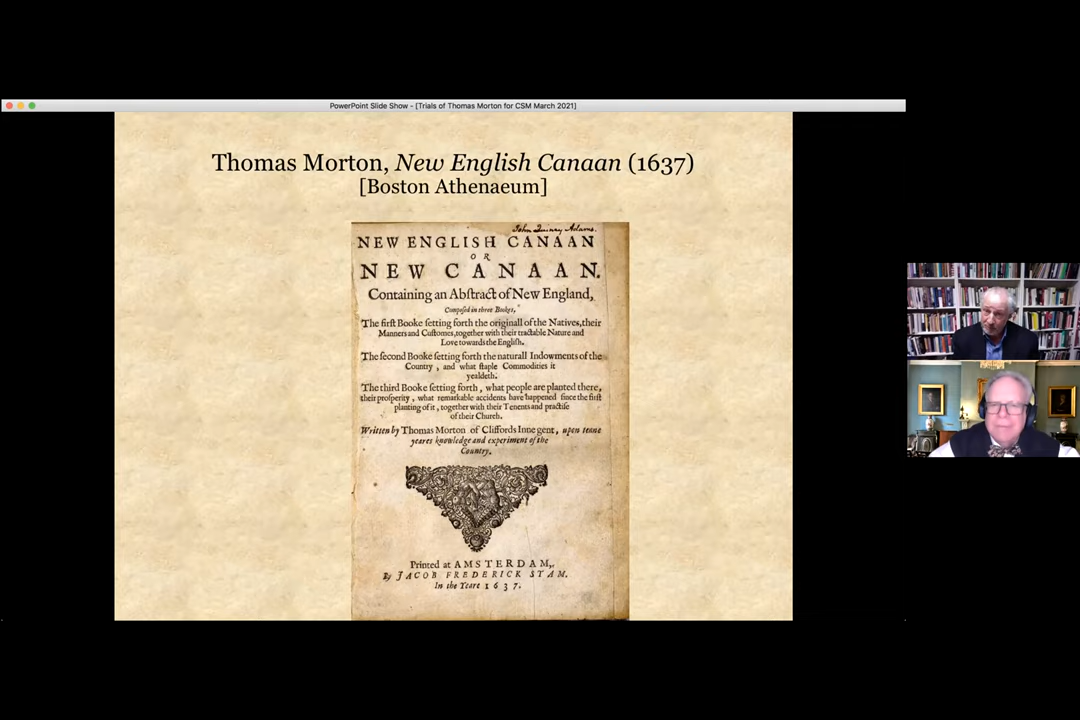 PowerPoint Slide Show - [Trials of Thomas Morton for CSM March 2021]
Thomas Morton, New English Canaan (1637)
[Boston Athenaeum]
John Quincy Adams.
NEW ENGLISH CANAAN
OR
NEW CANAAN.
Containing an Abſtract of New England,
Compoſed in three Bookes,
The firſt Booke ſetting forth the originall of the Natives, their
Manners and Cuſtomes, together with their tractable Nature and
Love towards the Engliſh.
The ſecond Booke ſetting forth the naturall Indowments of the
Country, and what ſtaple Commodities it
yealdeth.
The third Booke ſetting forth, what people are planted there,
their proſperity, what remarkable accidents have happened ſince the firſt
planting of it, together with their Tenents and practiſe
of their Church.
Written by Thomas Morton of Cliffords Inne gent, upon tenne
yeares knowledge and experiment of the
Country.
Printed at AMSTERDAM,
By JACOB FREDERICK STAM.
In the Yeare 1637.